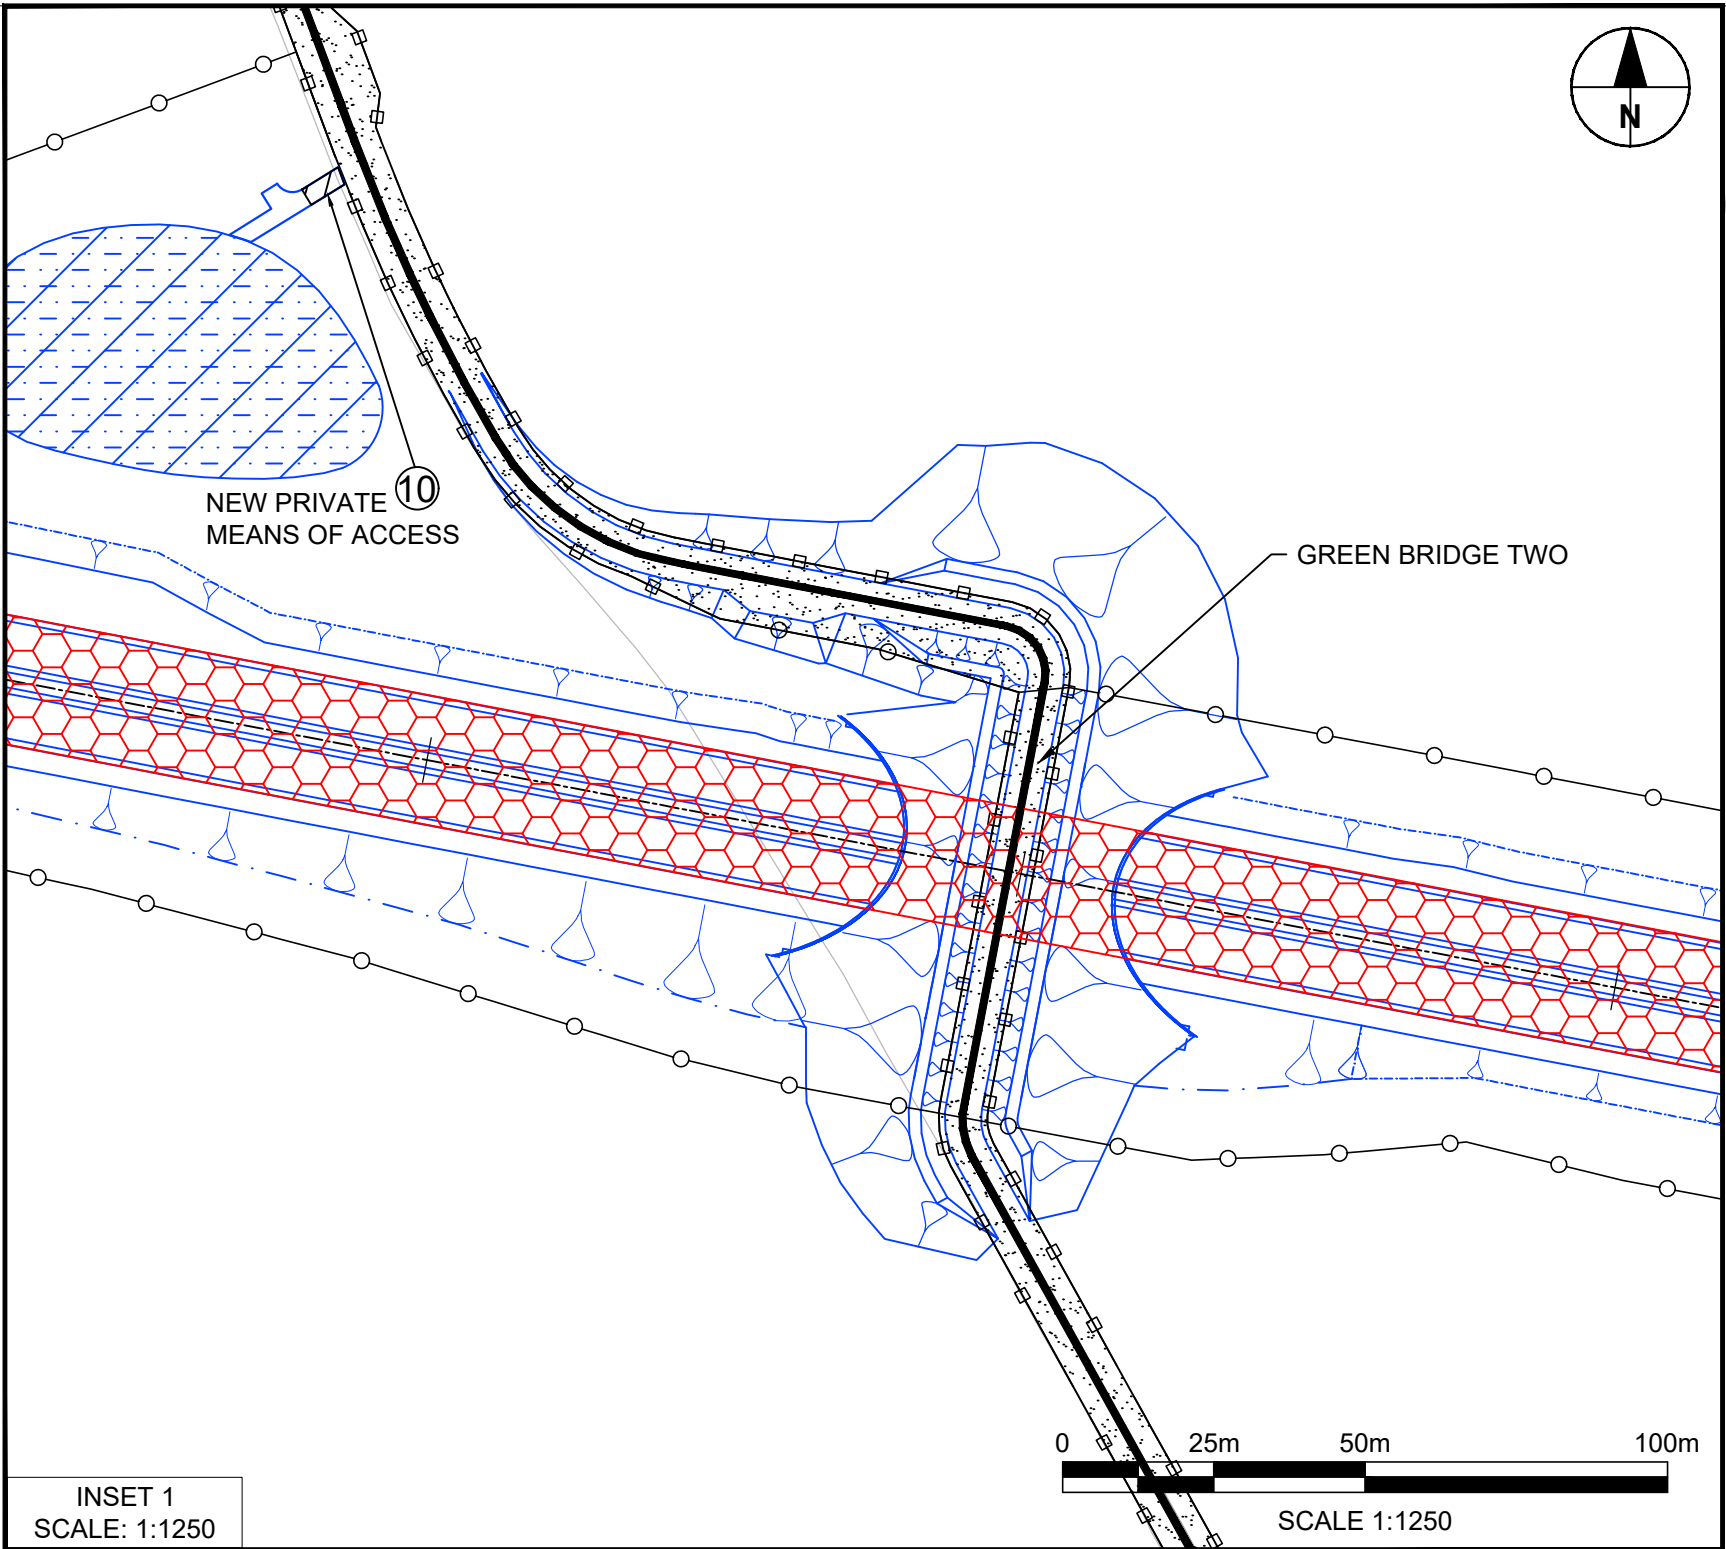 N
10
NEW PRIVATE
MEANS OF ACCESS
GREEN BRIDGE TWO
0 25m 50m 100m
SCALE 1:1250
INSET 1
SCALE: 1:1250